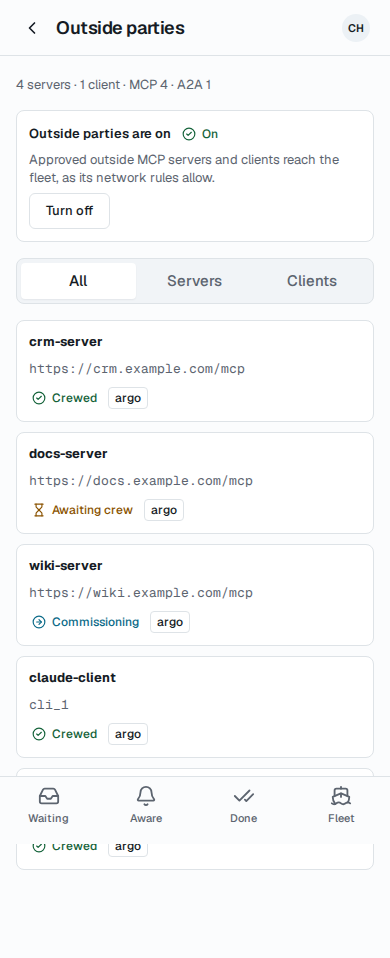 Outside parties
CH
4 servers · 1 client · MCP 4 · A2A 1
Outside parties are on
On
Approved outside MCP servers and clients reach the
fleet, as its network rules allow.
Turn off
All
Servers
Clients
crm-server
https://crm.example.com/mcp
Crewed
argo
docs-server
https://docs.example.com/mcp
Awaiting crew
argo
wiki-server
https://wiki.example.com/mcp
Commissioning
argo
claude-client
cli_1
Crewed
argo
Waiting
Aware
Done
Fleet
Crewed
argo